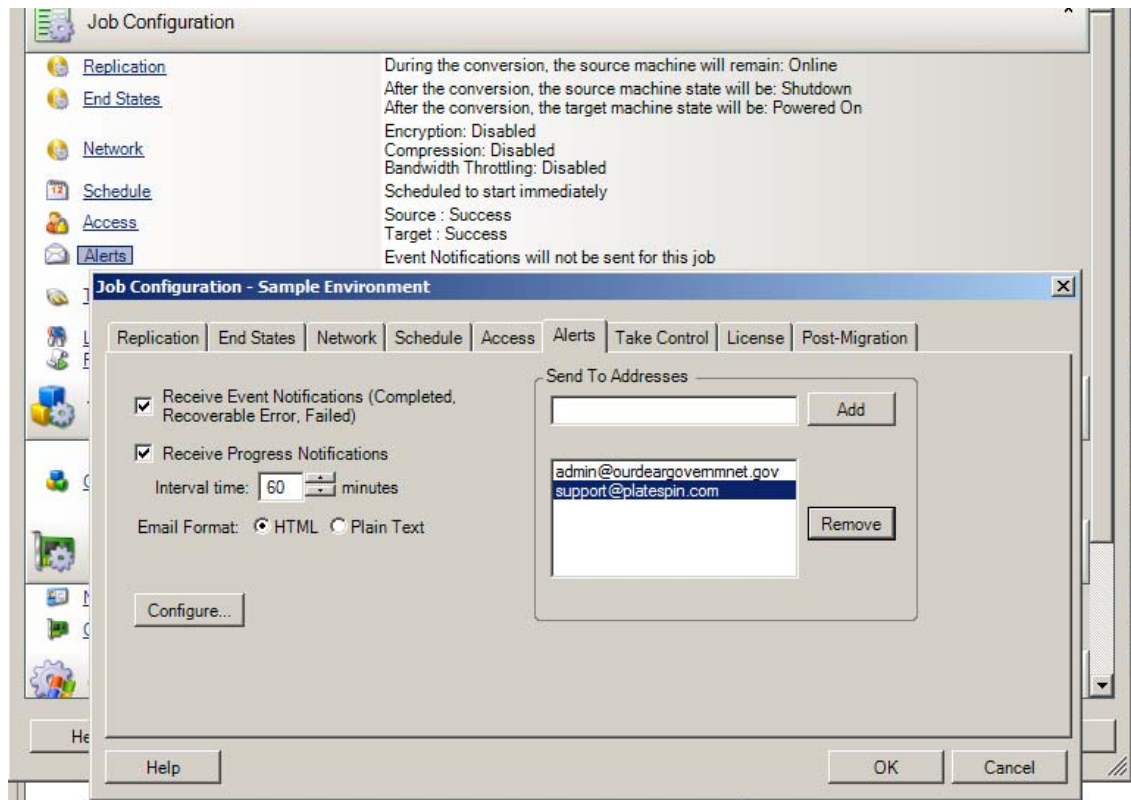 Job Configuration
Replication During the conversion, the source machine will remain: Online
End States After the conversion, the source machine state will be: Shutdown
After the conversion, the target machine state will be: Powered On
Encryption: Disabled
Network Compression: Disabled
Bandwidth Throttling: Disabled
12 Schedule Scheduled to start immediately
Access Source : Success
Target : Success
Alerts Event Notifications will not be sent for this job
Job Configuration - Sample Environment
Replication End States Network Schedule Access Alerts Take Control License Post-Migration
Receive Event Notifications (Completed,
Recoverable Error, Failed)
Receive Progress Notifications
Interval time: 60 minutes
Email Format: HTML Plain Text
Configure...
Send To Addresses
Add
admin@ourdeargovernmnet.gov
support@platespin.com
Remove
Help OK Cancel